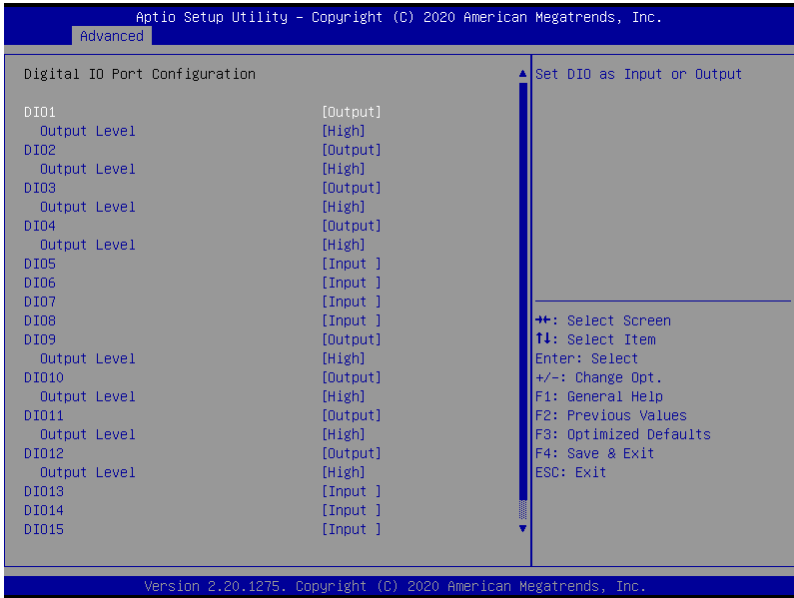 Aptio Setup Utility – Copyright (C) 2020 American Megatrends, Inc.
Advanced
Digital IO Port Configuration
DIO1 [Output]
Output Level [High]
DIO2 [Output]
Output Level [High]
DIO3 [Output]
Output Level [High]
DIO4 [Output]
Output Level [High]
DIO5 [Input ]
DIO6 [Input ]
DIO7 [Input ]
DIO8 [Input ]
DIO9 [Output]
Output Level [High]
DIO10 [Output]
Output Level [High]
DIO11 [Output]
Output Level [High]
DIO12 [Output]
Output Level [High]
DIO13 [Input ]
DIO14 [Input ]
DIO15 [Input ]
Set DIO as Input or Output
→←: Select Screen
↑↓: Select Item
Enter: Select
+/-: Change Opt.
F1: General Help
F2: Previous Values
F3: Optimized Defaults
F4: Save & Exit
ESC: Exit
Version 2.20.1275. Copyright (C) 2020 American Megatrends, Inc.